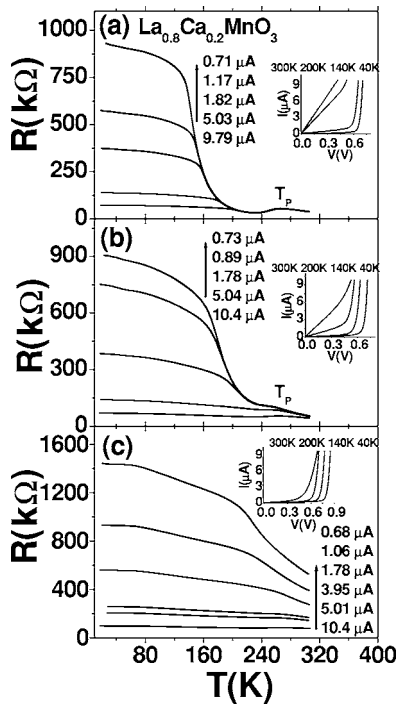 (a) La0.8Ca0.2MnO3
1000
750
500
250
0
R(kΩ)
0.71 μA
1.17 μA
1.82 μA
5.03 μA
9.79 μA
TP
300K 200K 140K 40K
9
6
3
0
I(μA)
0.0 0.3 0.6
V(V)
(b)
900
600
300
0
R(kΩ)
0.73 μA
0.89 μA
1.78 μA
5.04 μA
10.4 μA
TP
300K 200K 140K 40K
9
6
3
0
I(μA)
0.0 0.3 0.6
V(V)
(c)
1600
1200
800
400
0
R(kΩ)
300K 200K 140K 40K
9
6
3
0
I(μA)
0.0 0.3 0.6 0.9
V(V)
0.68 μA
1.06 μA
1.78 μA
3.95 μA
5.01 μA
10.4 μA
0 80 160 240 320 400
T(K)